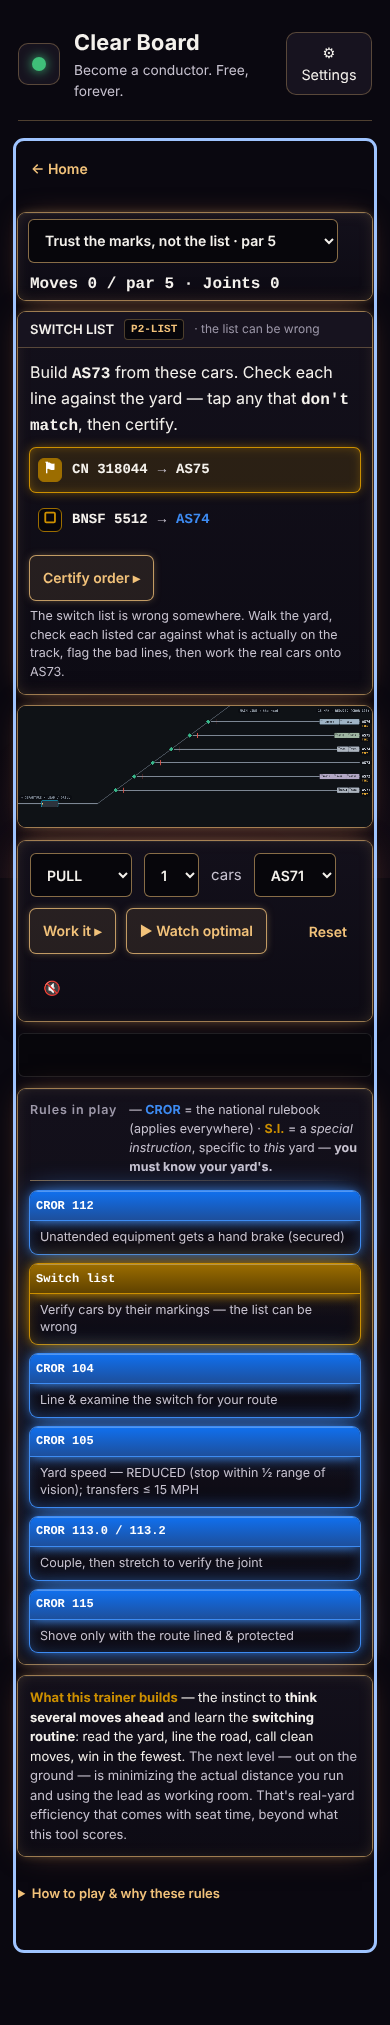 Clear Board
Become a conductor. Free,
forever.
⚙
Settings
← Home
Trust the marks, not the list · par 5
Moves 0 / par 5 · Joints 0
SWITCH LIST P2-LIST · the list can be wrong
Build AS73 from these cars. Check each
line against the yard — tap any that don't
match, then certify.
⚑ CN 318044 → AS75
☐ BNSF 5512 → AS74
Certify order ▸
The switch list is wrong somewhere. Walk the yard,
check each listed car against what is actually on the
track, flag the bad lines, then work the real cars onto
AS73.
PULL 1 cars AS71
Work it ▸ ▶ Watch optimal Reset
Rules in play — CROR = the national rulebook
(applies everywhere) · S.I. = a special
instruction, specific to this yard — you
must know your yard's.
CROR 112
Unattended equipment gets a hand brake (secured)
Switch list
Verify cars by their markings — the list can be
wrong
CROR 104
Line & examine the switch for your route
CROR 105
Yard speed — REDUCED (stop within ½ range of
vision); transfers ≤ 15 MPH
CROR 113.0 / 113.2
Couple, then stretch to verify the joint
CROR 115
Shove only with the route lined & protected
What this trainer builds — the instinct to think
several moves ahead and learn the switching
routine: read the yard, line the road, call clean
moves, win in the fewest. The next level — out on the
ground — is minimizing the actual distance you run
and using the lead as working room. That's real-yard
efficiency that comes with seat time, beyond what
this tool scores.
▶ How to play & why these rules